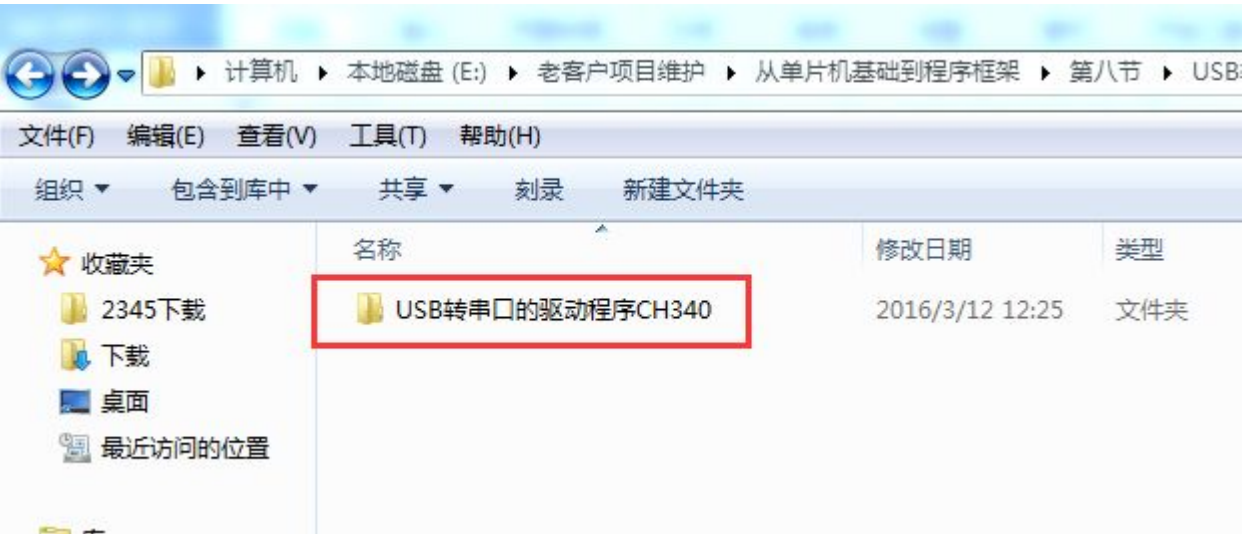 计算机 ▸ 本地磁盘 (E:) ▸ 老客户项目维护 ▸ 从单片机基础到程序框架 ▸ 第八节 ▸ USB
文件(F) 编辑(E) 查看(V) 工具(T) 帮助(H)
组织 包含到库中 共享 刻录 新建文件夹
名称 修改日期 类型
收藏夹
USB转串口的驱动程序CH340 2016/3/12 12:25 文件夹
2345下载
下载
桌面
最近访问的位置